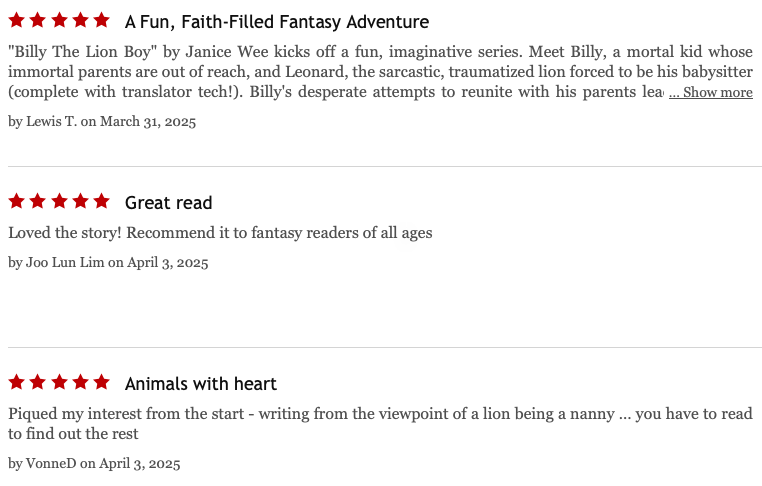 A Fun, Faith-Filled Fantasy Adventure
"Billy The Lion Boy" by Janice Wee kicks off a fun, imaginative series. Meet Billy, a mortal kid whose
immortal parents are out of reach, and Leonard, the sarcastic, traumatized lion forced to be his babysitter
(complete with translator tech!). Billy's desperate attempts to reunite with his parents lea ... Show more
by Lewis T. on March 31, 2025
Great read
Loved the story! Recommend it to fantasy readers of all ages
by Joo Lun Lim on April 3, 2025
Animals with heart
Piqued my interest from the start - writing from the viewpoint of a lion being a nanny ... you have to read
to find out the rest
by VonneD on April 3, 2025